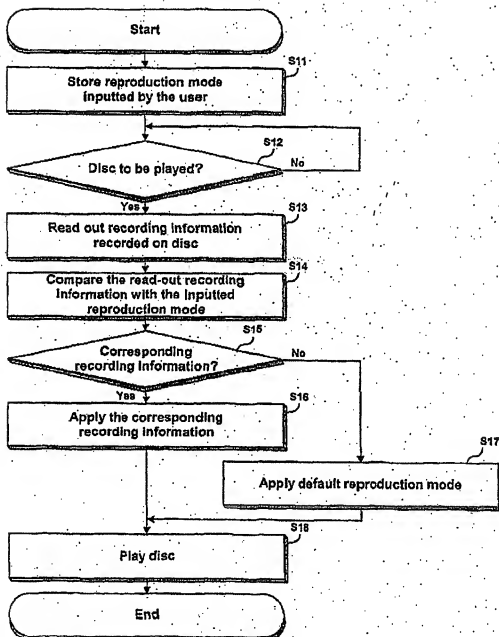 Start
S11
Store reproduction mode
inputted by the user
S12
Disc to be played?
No
Yes
S13
Read out recording information
recorded on disc
S14
Compare the read-out recording
information with the inputted
reproduction mode
S15
Corresponding
recording information?
No
Yes
S16
Apply the corresponding
recording information
S17
Apply default reproduction mode
S18
Play disc
End